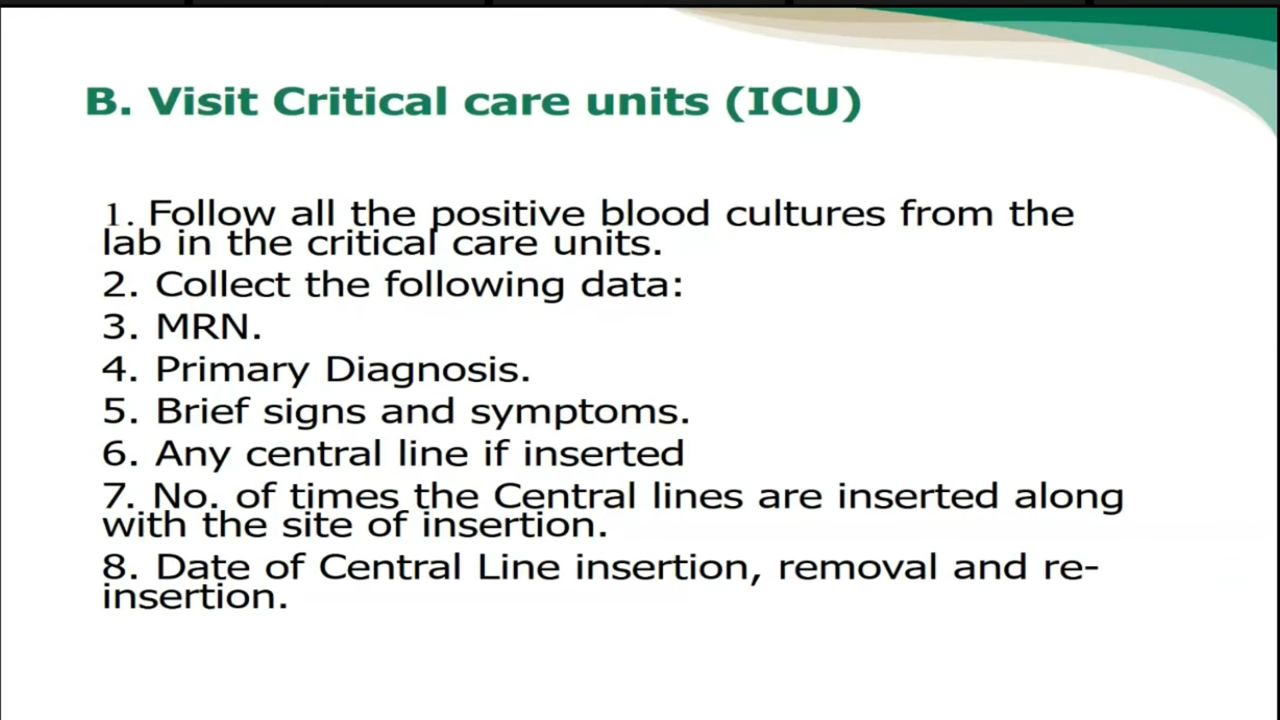 B. Visit Critical care units (ICU)
1. Follow all the positive blood cultures from the
lab in the critical care units.
2. Collect the following data:
3. MRN.
4. Primary Diagnosis.
5. Brief signs and symptoms.
6. Any central line if inserted
7. No. of times the Central lines are inserted along
with the site of insertion.
8. Date of Central Line insertion, removal and re-
insertion.